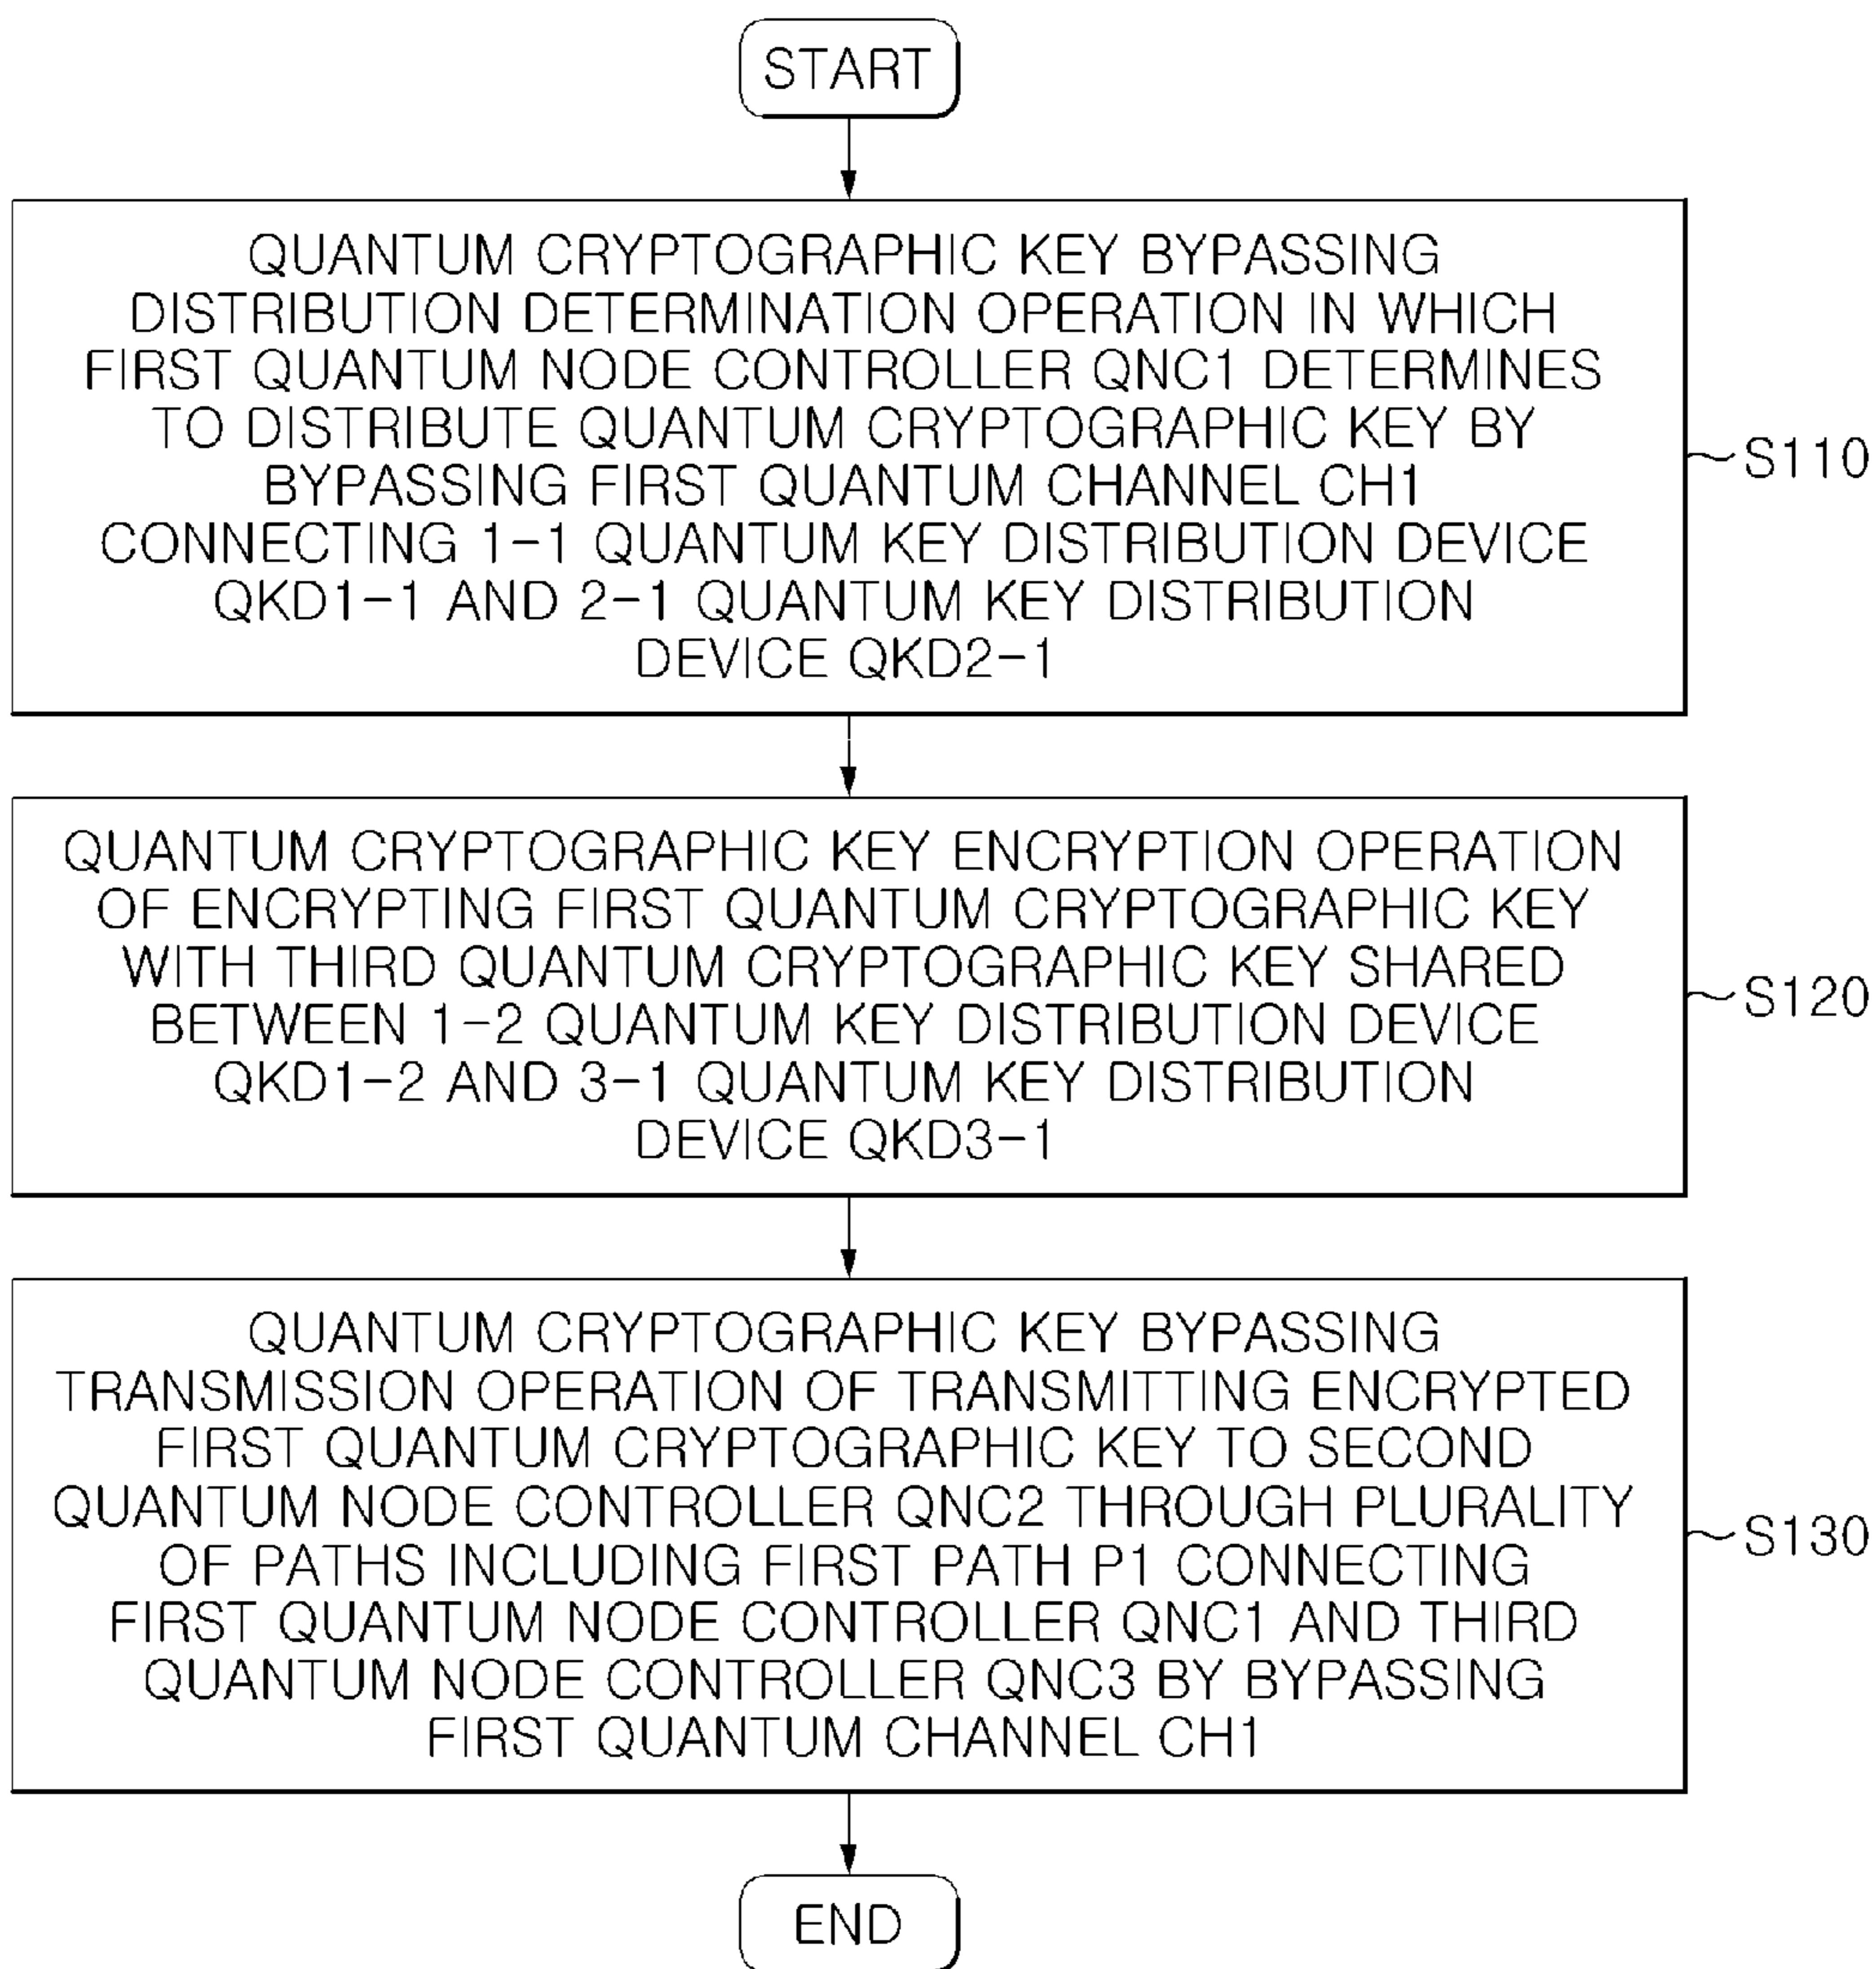 START
QUANTUM CRYPTOGRAPHIC KEY BYPASSING
DISTRIBUTION DETERMINATION OPERATION IN WHICH
FIRST QUANTUM NODE CONTROLLER QNC1 DETERMINES
TO DISTRIBUTE QUANTUM CRYPTOGRAPHIC KEY BY
BYPASSING FIRST QUANTUM CHANNEL CH1
CONNECTING 1-1 QUANTUM KEY DISTRIBUTION DEVICE
QKD1-1 AND 2-1 QUANTUM KEY DISTRIBUTION
DEVICE QKD2-1
S110
QUANTUM CRYPTOGRAPHIC KEY ENCRYPTION OPERATION
OF ENCRYPTING FIRST QUANTUM CRYPTOGRAPHIC KEY
WITH THIRD QUANTUM CRYPTOGRAPHIC KEY SHARED
BETWEEN 1-2 QUANTUM KEY DISTRIBUTION DEVICE
QKD1-2 AND 3-1 QUANTUM KEY DISTRIBUTION
DEVICE QKD3-1
S120
QUANTUM CRYPTOGRAPHIC KEY BYPASSING
TRANSMISSION OPERATION OF TRANSMITTING ENCRYPTED
FIRST QUANTUM CRYPTOGRAPHIC KEY TO SECOND
QUANTUM NODE CONTROLLER QNC2 THROUGH PLURALITY
OF PATHS INCLUDING FIRST PATH P1 CONNECTING
FIRST QUANTUM NODE CONTROLLER QNC1 AND THIRD
QUANTUM NODE CONTROLLER QNC3 BY BYPASSING
FIRST QUANTUM CHANNEL CH1
S130
END